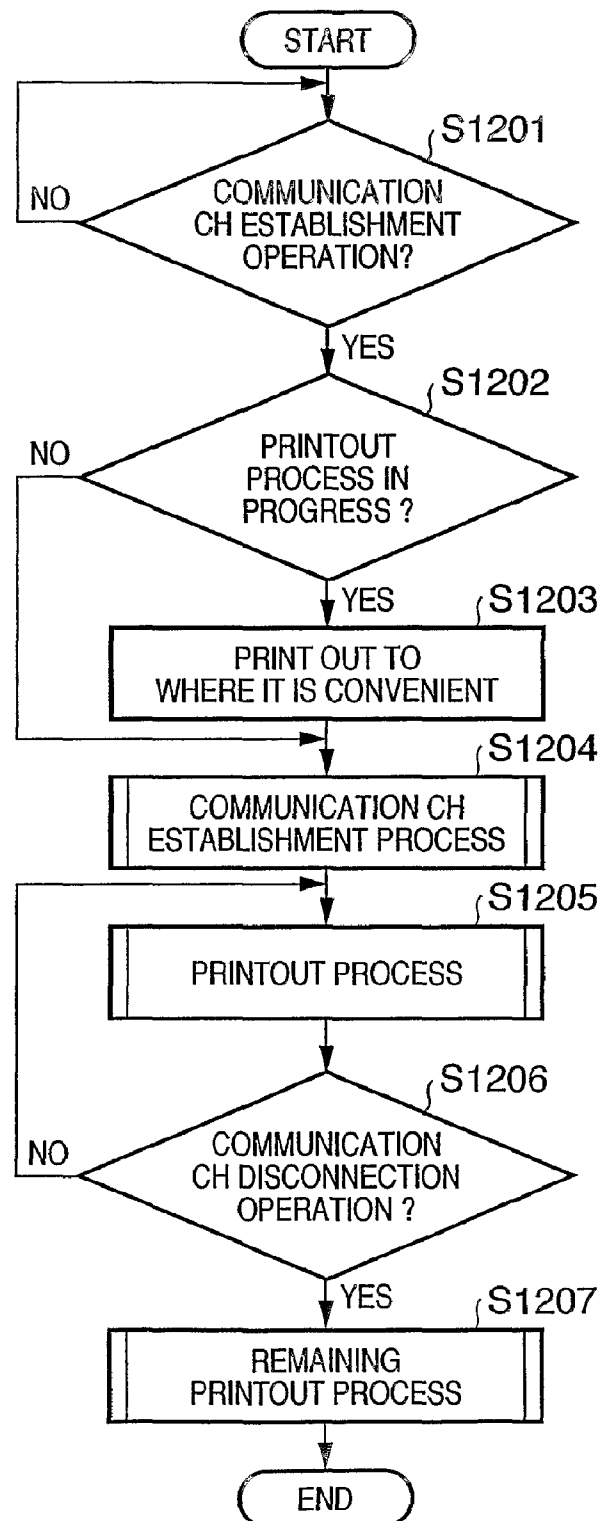 START
S1201
COMMUNICATION
CH ESTABLISHMENT
OPERATION?
NO
YES
S1202
PRINTOUT
PROCESS IN
PROGRESS ?
NO
YES
S1203
PRINT OUT TO
WHERE IT IS CONVENIENT
S1204
COMMUNICATION CH
ESTABLISHMENT PROCESS
S1205
PRINTOUT PROCESS
S1206
COMMUNICATION
CH DISCONNECTION
OPERATION ?
NO
YES
S1207
REMAINING
PRINTOUT PROCESS
END